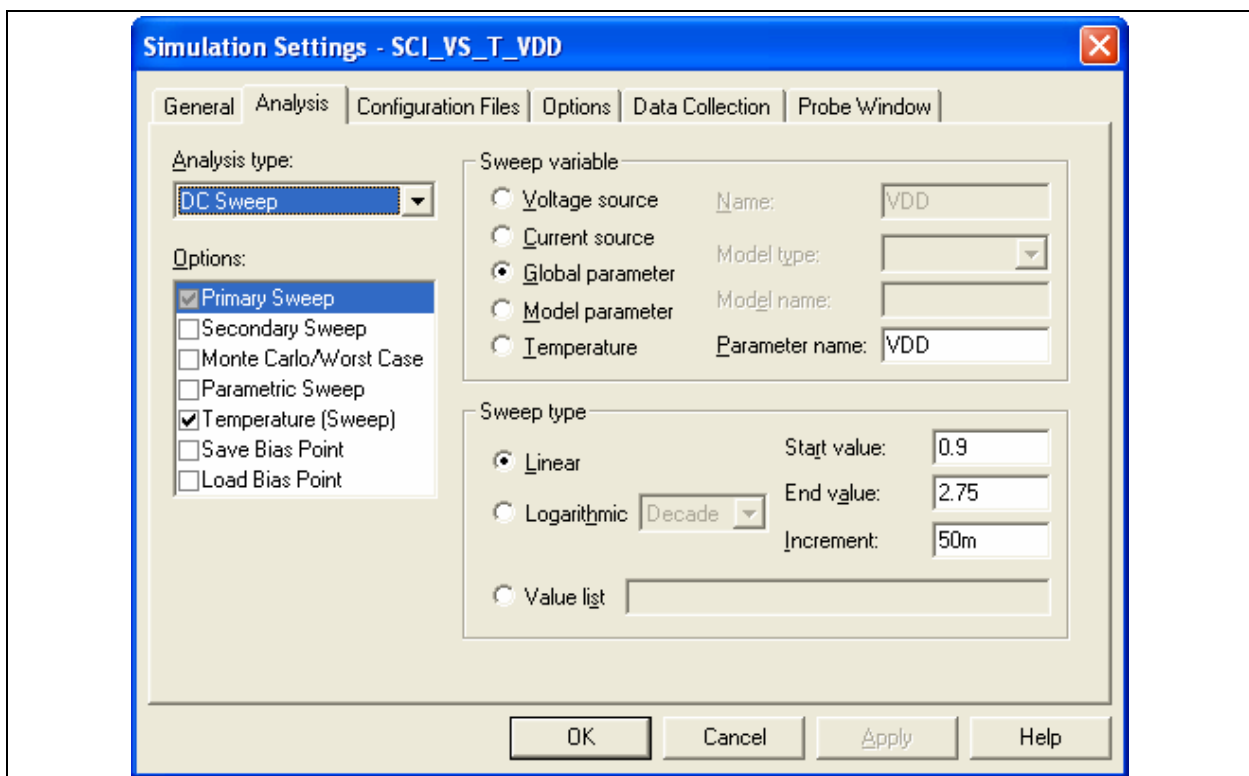 Simulation Settings - SCI_VS_T_VDD
General Analysis Configuration Files Options Data Collection Probe Window
Analysis type:
DC Sweep
Options:
Primary Sweep
Secondary Sweep
Monte Carlo/Worst Case
Parametric Sweep
Temperature (Sweep)
Save Bias Point
Load Bias Point
Sweep variable
Voltage source
Current source
Global parameter
Model parameter
Temperature
Name: VDD
Model type:
Model name:
Parameter name: VDD
Sweep type
Linear
Logarithmic Decade
Value list
Start value: 0.9
End value: 2.75
Increment: 50m
OK Cancel Apply Help